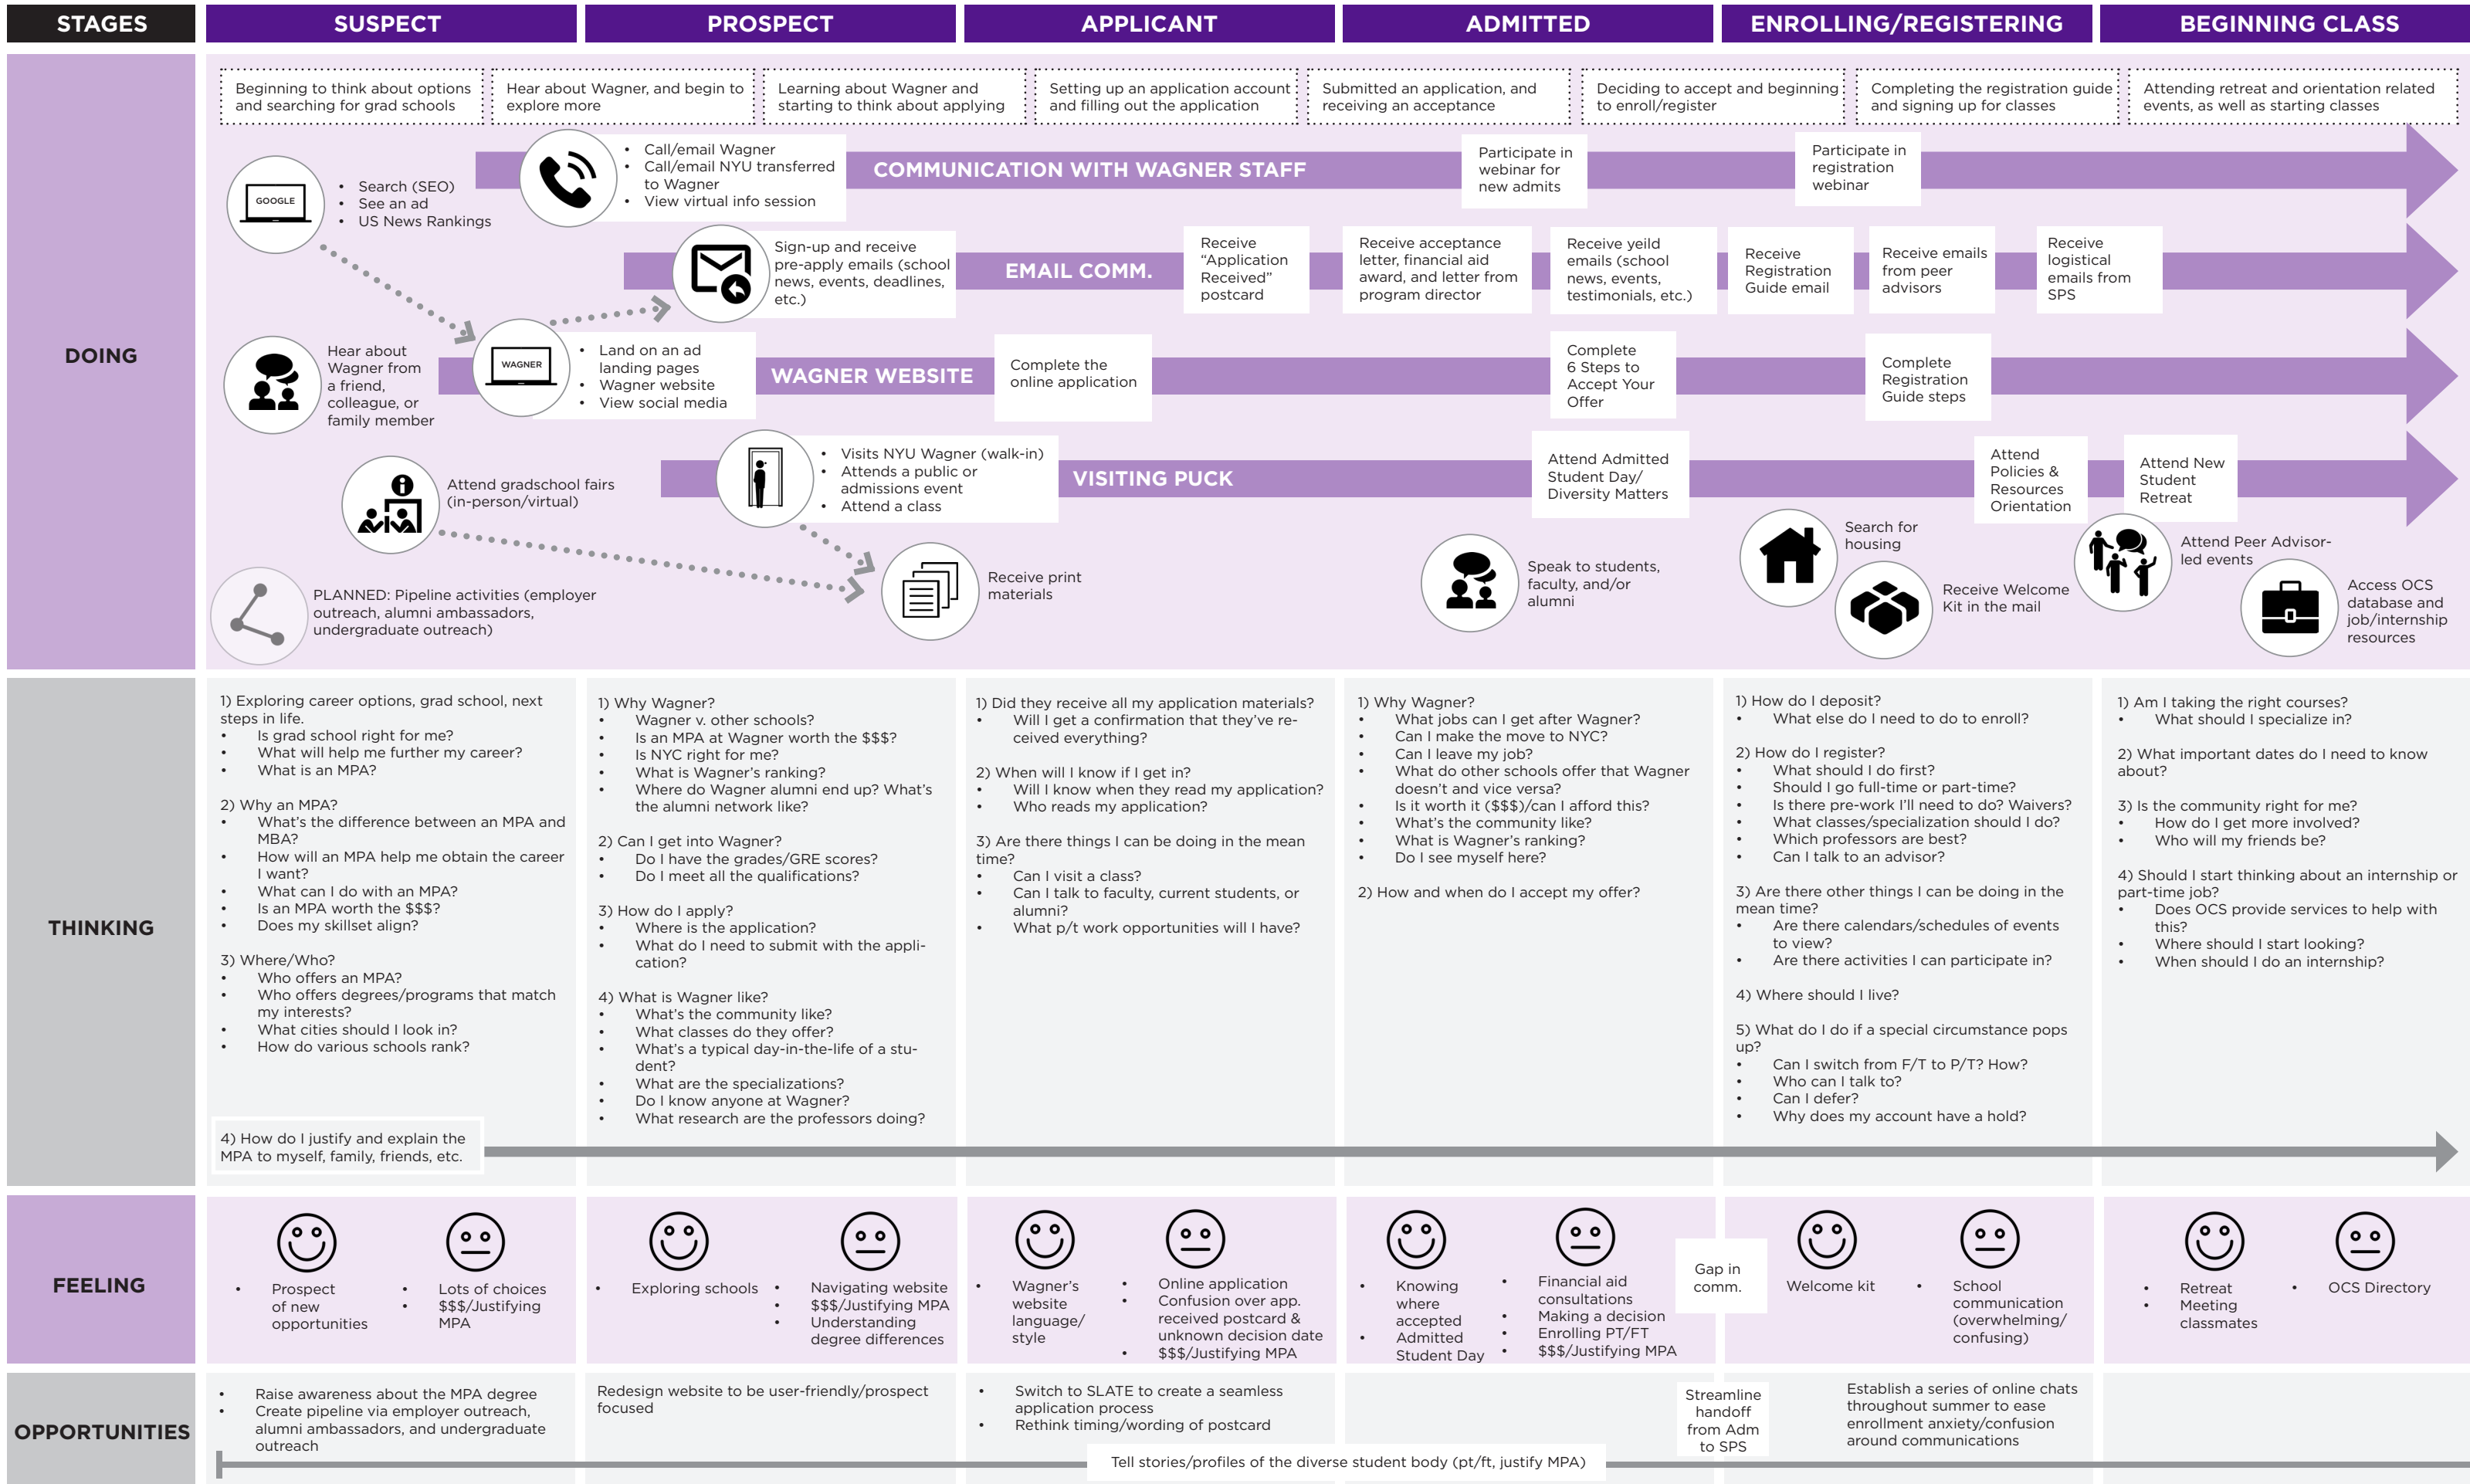 STAGES
SUSPECT
PROSPECT
APPLICANT
ADMITTED
ENROLLING/REGISTERING
BEGINNING CLASS
DOING
Beginning to think about options
and searching for grad schools
Hear about Wagner, and begin to
explore more
Learning about Wagner and
starting to think about applying
Setting up an application account
and filling out the application
Submitted an application, and
receiving an acceptance
Deciding to accept and beginning
to enroll/register
Completing the registration guide
and signing up for classes
Attending retreat and orientation related
events, as well as starting classes
GOOGLE
• Search (SEO)
• See an ad
• US News Rankings
• Call/email Wagner
• Call/email NYU transferred
to Wagner
• View virtual info session
COMMUNICATION WITH WAGNER STAFF
Participate in
webinar for
new admits
Participate in
registration
webinar
Sign-up and receive
pre-apply emails (school
news, events, deadlines,
etc.)
EMAIL COMM.
Receive
“Application
Received”
postcard
Receive acceptance
letter, financial aid
award, and letter from
program director
Receive yeild
emails (school
news, events,
testimonials, etc.)
Receive
Registration
Guide email
Receive emails
from peer
advisors
Receive
logistical
emails from
SPS
Hear about
Wagner from
a friend,
colleague, or
family member
WAGNER
• Land on an ad
landing pages
• Wagner website
• View social media
WAGNER WEBSITE
Complete the
online application
Complete
6 Steps to
Accept Your
Offer
Complete
Registration
Guide steps
Attend gradschool fairs
(in-person/virtual)
• Visits NYU Wagner (walk-in)
• Attends a public or
admissions event
• Attend a class
VISITING PUCK
Attend Admitted
Student Day/
Diversity Matters
Attend
Policies &
Resources
Orientation
Attend New
Student
Retreat
PLANNED: Pipeline activities (employer
outreach, alumni ambassadors,
undergraduate outreach)
Receive print
materials
Speak to students,
faculty, and/or
alumni
Search for
housing
Receive Welcome
Kit in the mail
Attend Peer Advisor-
led events
Access OCS
database and
job/internship
resources
THINKING
1) Exploring career options, grad school, next
steps in life.
• Is grad school right for me?
• What will help me further my career?
• What is an MPA?
2) Why an MPA?
• What’s the difference between an MPA and
MBA?
• How will an MPA help me obtain the career
I want?
• What can I do with an MPA?
• Is an MPA worth the $$$?
• Does my skillset align?
3) Where/Who?
• Who offers an MPA?
• Who offers degrees/programs that match
my interests?
• What cities should I look in?
• How do various schools rank?
4) How do I justify and explain the
MPA to myself, family, friends, etc.
1) Why Wagner?
• Wagner v. other schools?
• Is an MPA at Wagner worth the $$$?
• Is NYC right for me?
• What is Wagner’s ranking?
• Where do Wagner alumni end up? What’s
the alumni network like?
2) Can I get into Wagner?
• Do I have the grades/GRE scores?
• Do I meet all the qualifications?
3) How do I apply?
• Where is the application?
• What do I need to submit with the appli-
cation?
4) What is Wagner like?
• What’s the community like?
• What classes do they offer?
• What’s a typical day-in-the-life of a stu-
dent?
• What are the specializations?
• Do I know anyone at Wagner?
• What research are the professors doing?
1) Did they receive all my application materials?
• Will I get a confirmation that they’ve re-
ceived everything?
2) When will I know if I get in?
• Will I know when they read my application?
• Who reads my application?
3) Are there things I can be doing in the mean
time?
• Can I visit a class?
• Can I talk to faculty, current students, or
alumni?
• What p/t work opportunities will I have?
1) Why Wagner?
• What jobs can I get after Wagner?
• Can I make the move to NYC?
• Can I leave my job?
• What do other schools offer that Wagner
doesn’t and vice versa?
• Is it worth it ($$$)/can I afford this?
• What’s the community like?
• What is Wagner’s ranking?
• Do I see myself here?
2) How and when do I accept my offer?
1) How do I deposit?
• What else do I need to do to enroll?
2) How do I register?
• What should I do first?
• Should I go full-time or part-time?
• Is there pre-work I’ll need to do? Waivers?
• What classes/specialization should I do?
• Which professors are best?
• Can I talk to an advisor?
3) Are there other things I can be doing in the
mean time?
• Are there calendars/schedules of events
to view?
• Are there activities I can participate in?
4) Where should I live?
5) What do I do if a special circumstance pops
up?
• Can I switch from F/T to P/T? How?
• Who can I talk to?
• Can I defer?
• Why does my account have a hold?
1) Am I taking the right courses?
• What should I specialize in?
2) What important dates do I need to know
about?
3) Is the community right for me?
• How do I get more involved?
• Who will my friends be?
4) Should I start thinking about an internship or
part-time job?
• Does OCS provide services to help with
this?
• Where should I start looking?
• When should I do an internship?
FEELING
• Prospect
of new
opportunities
• Lots of choices
• $$$/Justifying
MPA
• Exploring schools
• Navigating website
• $$$/Justifying MPA
• Understanding
degree differences
• Wagner’s
website
language/
style
• Online application
• Confusion over app.
received postcard &
unknown decision date
• $$$/Justifying MPA
• Knowing
where
accepted
• Admitted
Student Day
• Financial aid
consultations
• Making a decision
• Enrolling PT/FT
• $$$/Justifying MPA
Gap in
comm.
Welcome kit
• School
communication
(overwhelming/
confusing)
• Retreat
• Meeting
classmates
• OCS Directory
OPPORTUNITIES
• Raise awareness about the MPA degree
• Create pipeline via employer outreach,
alumni ambassadors, and undergraduate
outreach
Redesign website to be user-friendly/prospect
focused
• Switch to SLATE to create a seamless
application process
• Rethink timing/wording of postcard
Streamline
handoff
from Adm
to SPS
Establish a series of online chats
throughout summer to ease
enrollment anxiety/confusion
around communications
Tell stories/profiles of the diverse student body (pt/ft, justify MPA)